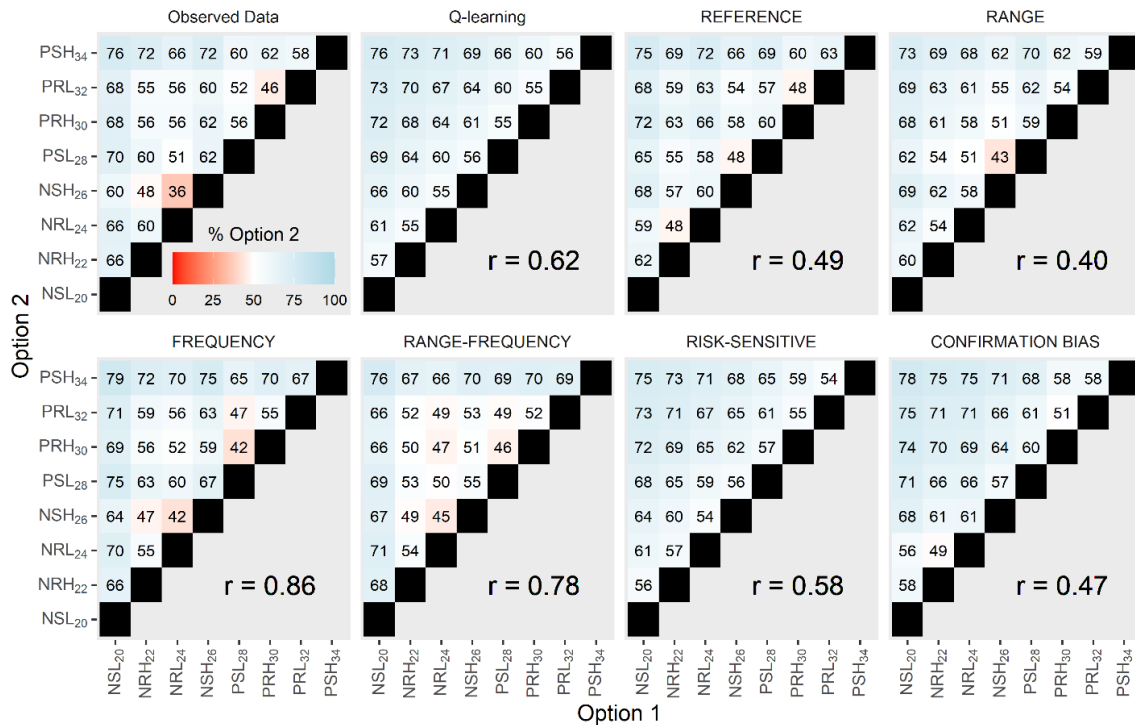 Observed Data Q-learning REFERENCE RANGE
PSH34 76 72 66 72 60 62 58 76 73 71 69 66 60 56 75 69 72 66 69 60 63 73 69 68 62 70 62 59
PRL32 68 55 56 60 52 46 73 70 67 64 60 55 68 59 63 54 57 48 69 63 61 55 62 54
PRH30 68 56 56 62 56 72 68 64 61 55 72 63 66 58 60 68 61 58 51 59
PSL28 70 60 51 62 69 64 60 56 65 55 58 48 62 54 51 43
NSH26 60 48 36 66 60 55 68 57 60 69 62 58
NRL24 66 60 61 55 59 48 62 54
% Option 2
NRH22 66 57 62 60
0 25 50 75 100
r = 0.62 r = 0.49 r = 0.40
NSL20
Option 2
FREQUENCY RANGE-FREQUENCY RISK-SENSITIVE CONFIRMATION BIAS
PSH34 79 72 70 75 65 70 67 76 67 66 70 69 70 69 75 73 71 68 65 59 54 78 75 75 71 68 58 58
PRL32 71 59 56 63 47 55 66 52 49 53 49 52 73 71 67 65 61 55 75 71 71 66 61 51
PRH30 69 56 52 59 42 66 50 47 51 46 72 69 65 62 57 74 70 69 64 60
PSL28 75 63 60 67 69 53 50 55 68 65 59 56 71 66 66 57
NSH26 64 47 42 67 49 45 64 60 54 68 61 61
NRL24 70 55 71 54 61 57 56 49
NRH22 66 68 56 58
r = 0.86 r = 0.78 r = 0.58 r = 0.47
NSL20
NSL20 NRH22 NRL24 NSH26 PSL28 PRH30 PRL32 PSH34 NSL20 NRH22 NRL24 NSH26 PSL28 PRH30 PRL32 PSH34 NSL20 NRH22 NRL24 NSH26 PSL28 PRH30 PRL32 PSH34 NSL20 NRH22 NRL24 NSH26 PSL28 PRH30 PRL32 PSH34
Option 1